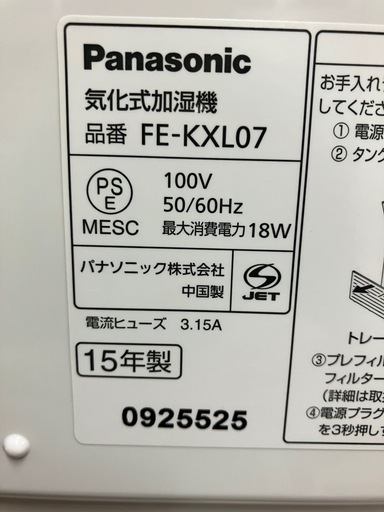 Panasonic
気化式加湿機
品番 FE-KXL07
PS
E
MESC
100V
50/60Hz
最大消費電力 18W
パナソニック株式会社
中国製
S
JET
電流ヒューズ 3.15A
15年製
0925525
お手入れ
してくださ
① 電源
② タンク
トレー
③プレフィル
フィルター
(詳細は取
④電源プラグ
を3秒押し